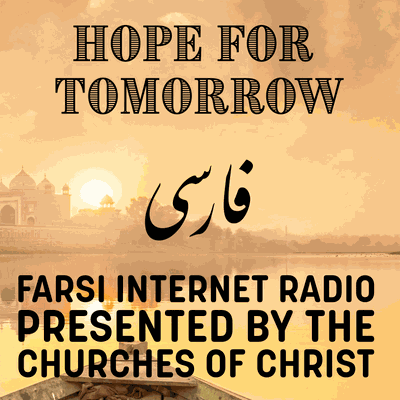 HOPE FOR
TOMORROW
فارسی
FARSI INTERNET RADIO
PRESENTED BY THE
CHURCHES OF CHRIST